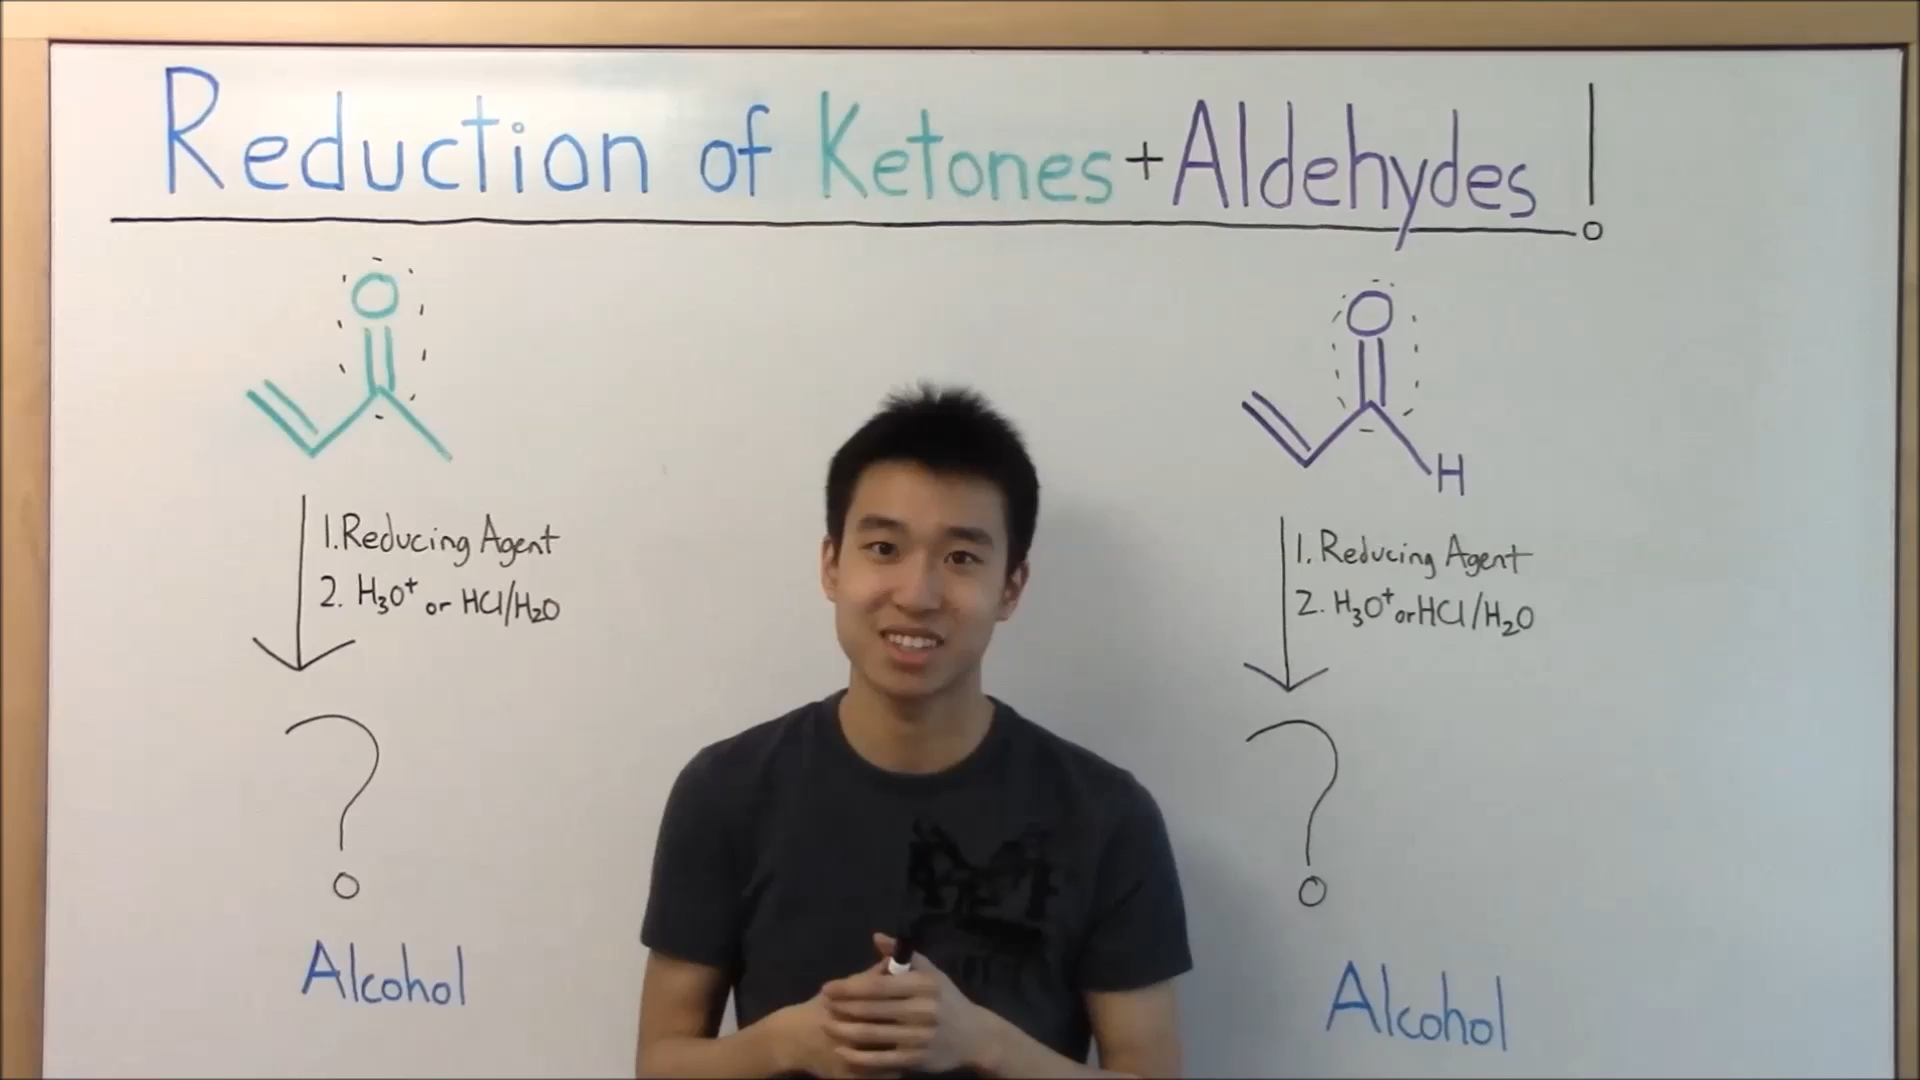 Reduction of Ketones + Aldehydes!
O
1. Reducing Agent
2. H₃O⁺ or HCl/H₂O
?
Alcohol
O
H
1. Reducing Agent
2. H₃O⁺ or HCl/H₂O
?
Alcohol